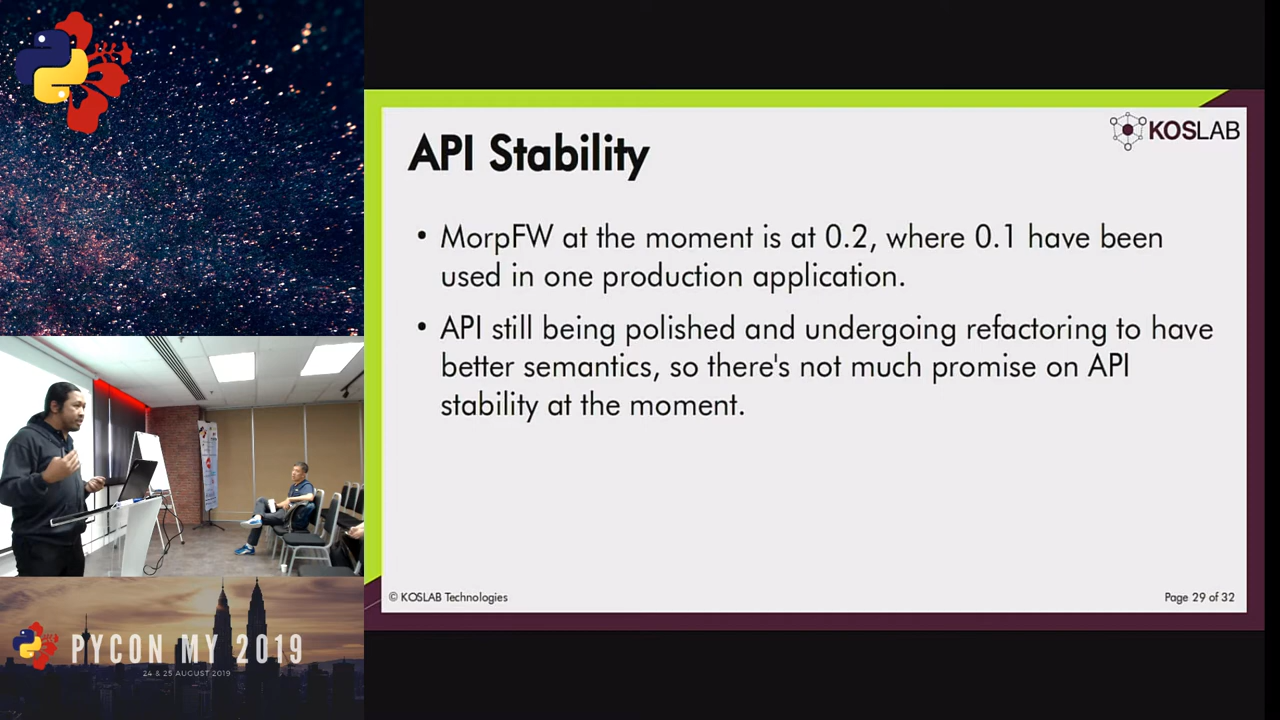 API Stability
KOSLAB
• MorpFW at the moment is at 0.2, where 0.1 have been
used in one production application.
• API still being polished and undergoing refactoring to have
better semantics, so there's not much promise on API
stability at the moment.
© KOSLAB Technologies
Page 29 of 32
PYCON MY 2019
24 & 25 AUGUST 2019